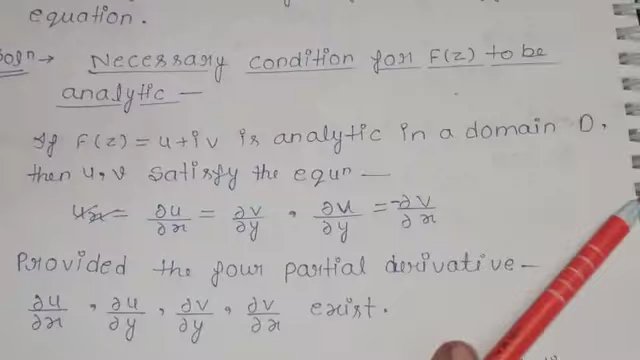 equation.
Soln → Necessary condition for F(z) to be
analytic —
If F(z) = u+iv is analytic in a domain D,
then u,v satisfy the equn —
∂u/∂x = ∂v/∂y , ∂u/∂y = -∂v/∂x
Provided the four partial derivative —
∂u/∂x , ∂u/∂y , ∂v/∂y , ∂v/∂x exist.